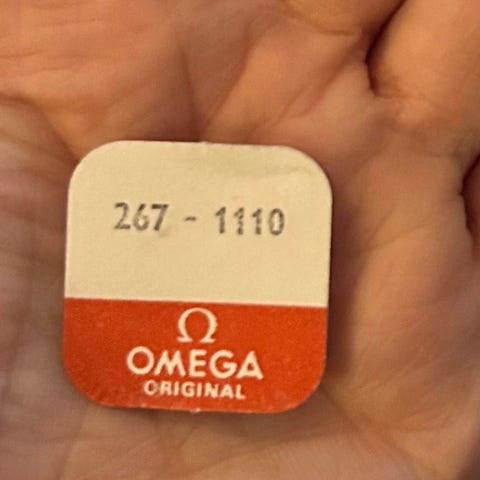 267 - 1110
Ω
OMEGA
ORIGINAL